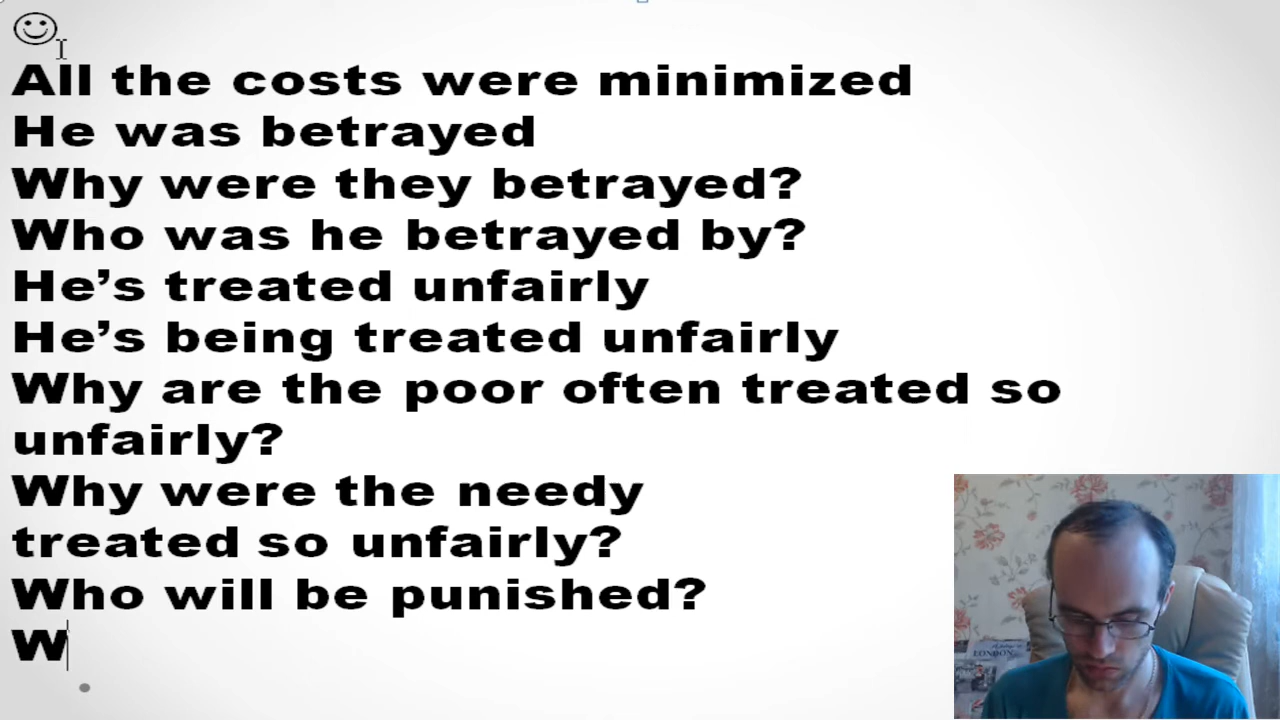 All the costs were minimized
He was betrayed
Why were they betrayed?
Who was he betrayed by?
He’s treated unfairly
He’s being treated unfairly
Why are the poor often treated so
unfairly?
Why were the needy
treated so unfairly?
Who will be punished?
W
LONDON